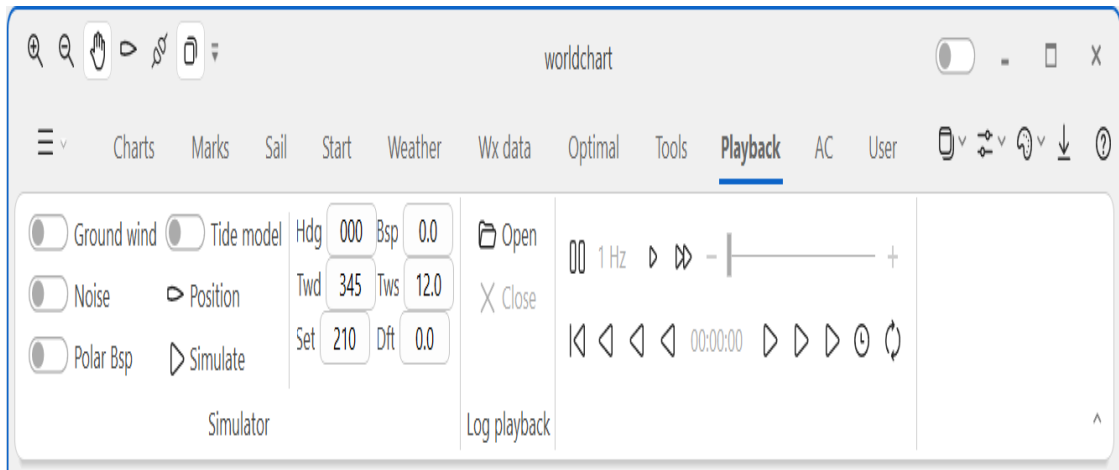 worldchart
Charts Marks Sail Start Weather Wx data Optimal Tools Playback AC User
Ground wind Tide model Hdg 000 Bsp 0.0 Open 1 Hz
Noise Position Twd 345 Tws 12.0 Close
Polar Bsp Simulate Set 210 Dft 0.0 00:00:00
Simulator Log playback